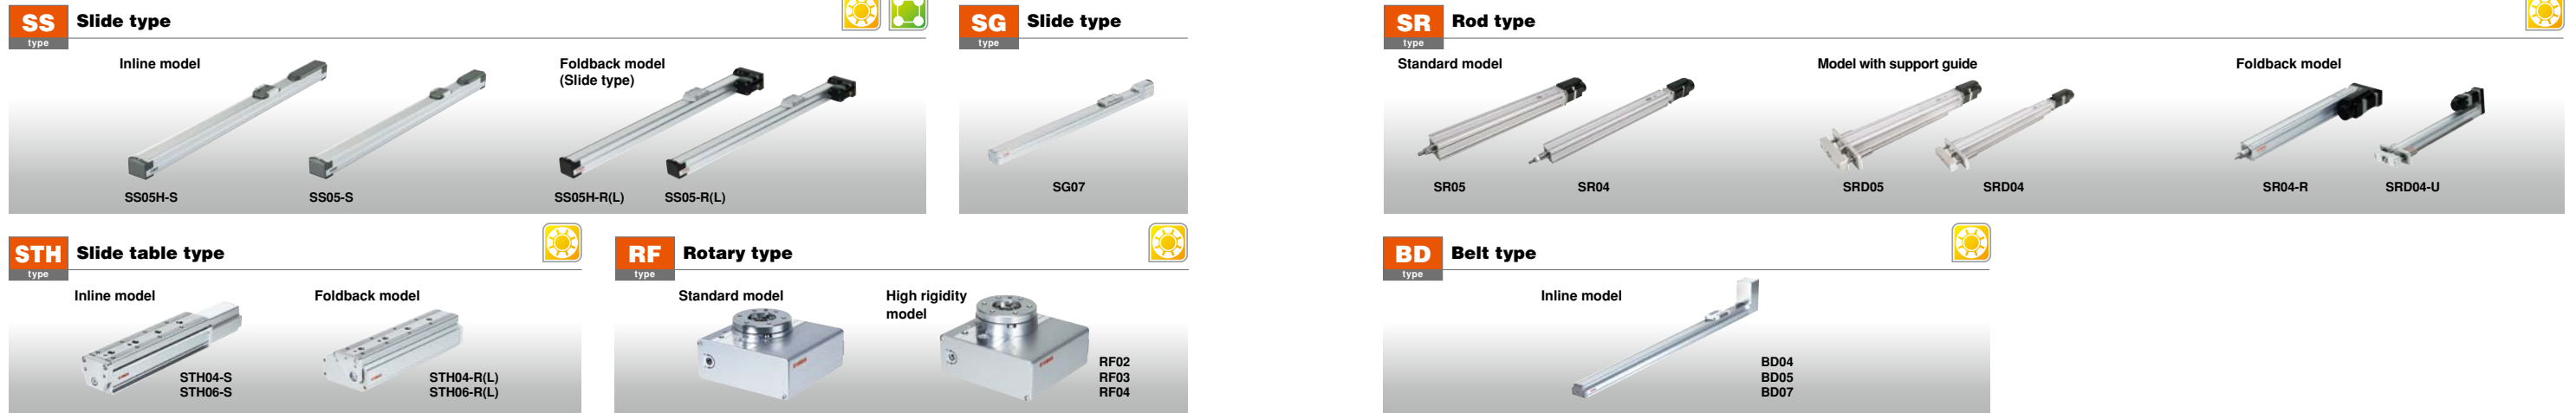 SS
type
Slide type
Inline model
Foldback model
(Slide type)
SS05H-S
SS05-S
SS05H-R(L)
SS05-R(L)
SG
type
Slide type
SG07
SR
type
Rod type
Standard model
Model with support guide
Foldback model
SR05
SR04
SRD05
SRD04
SR04-R
SRD04-U
STH
type
Slide table type
Inline model
Foldback model
STH04-S
STH06-S
STH04-R(L)
STH06-R(L)
RF
type
Rotary type
Standard model
High rigidity
model
RF02
RF03
RF04
BD
type
Belt type
Inline model
BD04
BD05
BD07